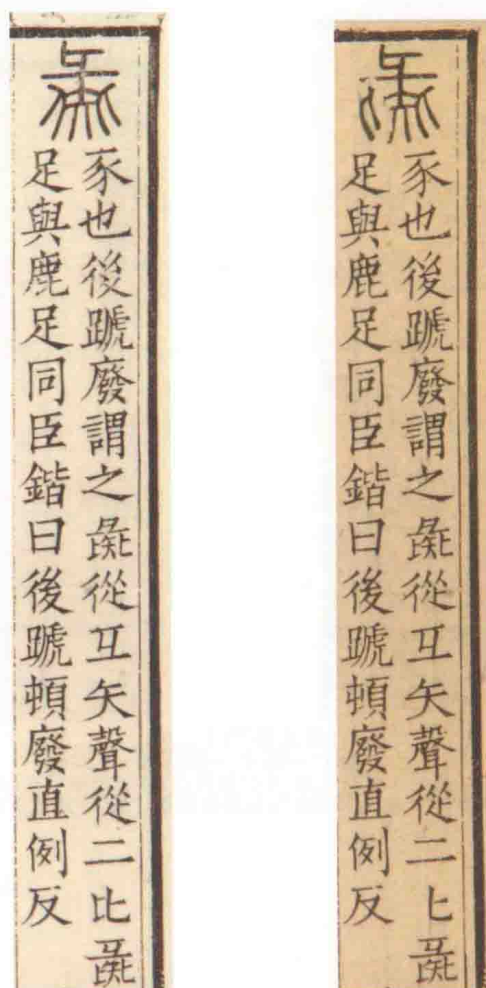 彘
豕也後蹏廢謂之彘從彑矢聲從二比彘
足與鹿足同臣鍇曰後蹏頓廢直例反
彘
豕也後蹏廢謂之彘從彑矢聲從二匕彘
足與鹿足同臣鍇曰後蹏頓廢直例反